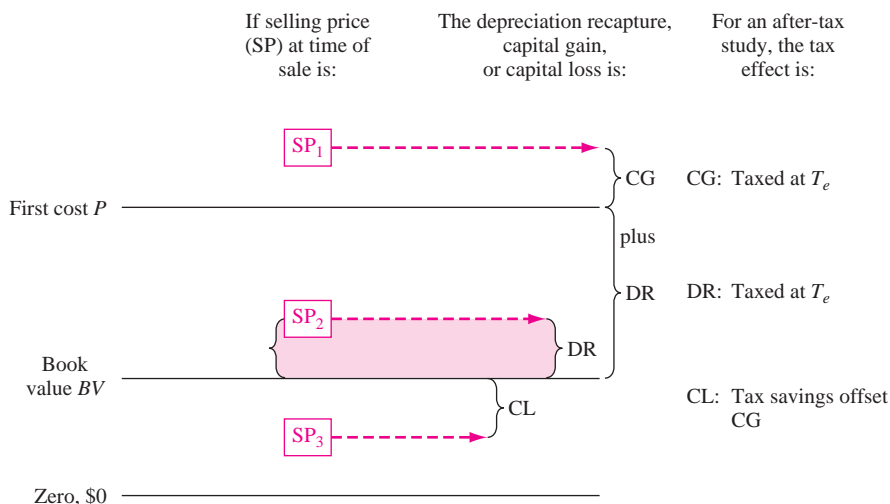 If selling price
(SP) at time of
sale is:
The depreciation recapture,
capital gain,
or capital loss is:
For an after-tax
study, the tax
effect is:
SP1
CG
CG: Taxed at Te
First cost P
plus
DR
DR: Taxed at Te
SP2
DR
Book
value BV
CL
CL: Tax savings offset
CG
SP3
Zero, $0